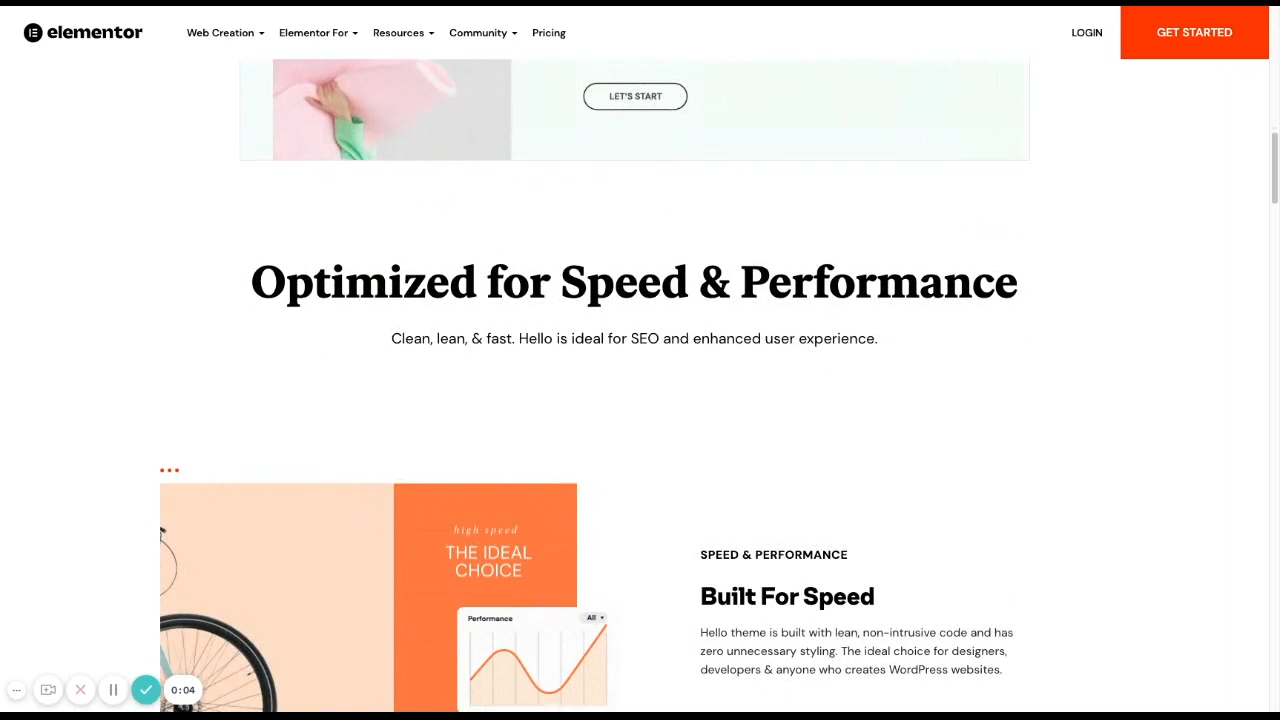 elementor
Web Creation
Elementor For
Resources
Community
Pricing
LOGIN
GET STARTED
LET'S START
Optimized for Speed & Performance
Clean, lean, & fast. Hello is ideal for SEO and enhanced user experience.
high speed
THE IDEAL
CHOICE
Performance
All
SPEED & PERFORMANCE
Built For Speed
Hello theme is built with lean, non-intrusive code and has
zero unnecessary styling. The ideal choice for designers,
developers & anyone who creates WordPress websites.
0:04